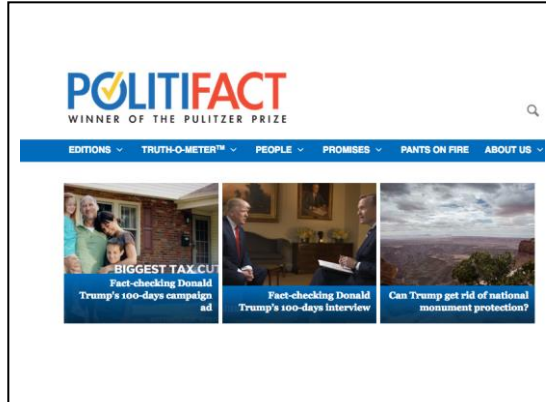 POLITIFACT
WINNER OF THE PULITZER PRIZE
EDITIONS TRUTH-O-METER™ PEOPLE PROMISES PANTS ON FIRE ABOUT US
BIGGEST TAX CUT
Fact-checking Donald
Trump's 100-days campaign
ad
Fact-checking Donald
Trump's 100-days interview
Can Trump get rid of national
monument protection?